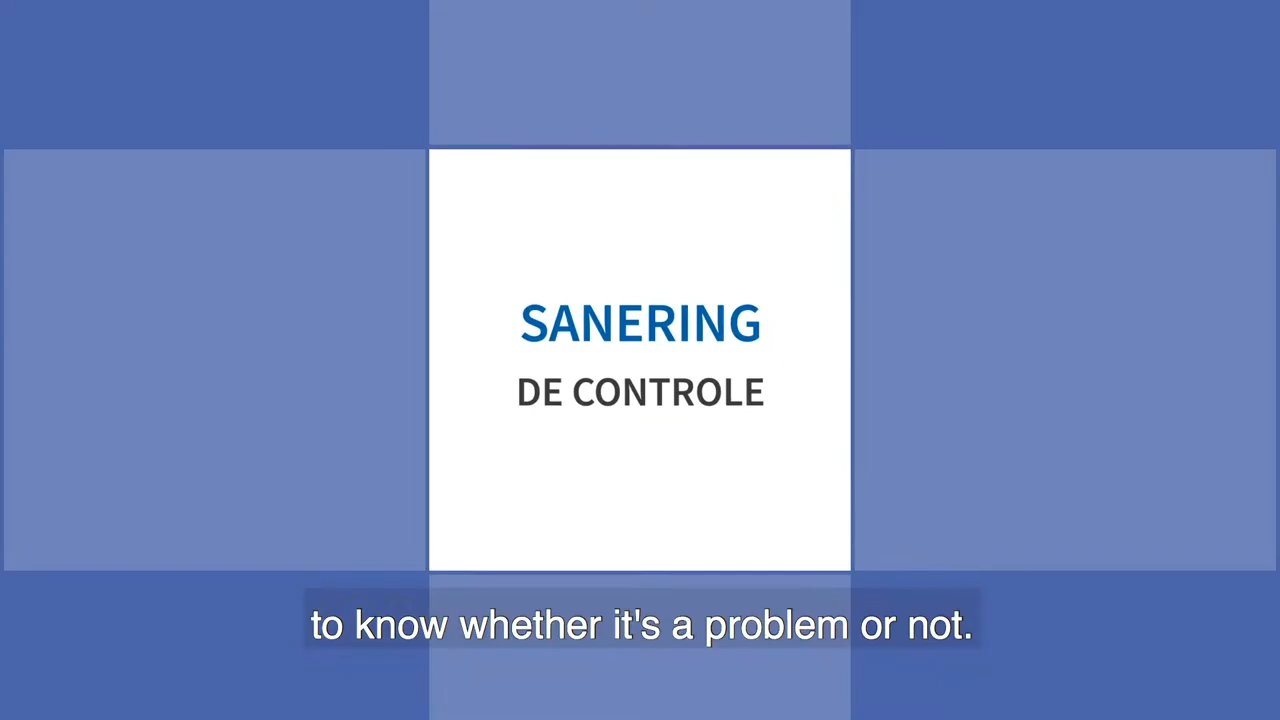 SANERING
DE CONTROLE
to know whether it's a problem or not.